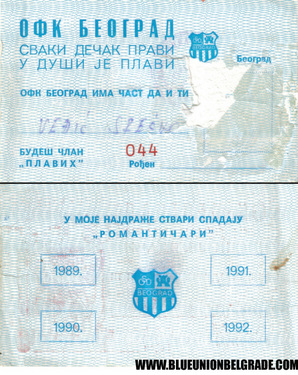 ОФК БЕОГРАД
СВАКИ ДЕЧАК ПРАВИ
У ДУШИ ЈЕ ПЛАВИ
Београд
ОФК БЕОГРАД ИМА ЧАСТ ДА И ТИ
БУДЕШ ЧЛАН 044
„ПЛАВИХ" Рођен
У МОЈЕ НАЈДРАЖЕ СТВАРИ СПАДАЈУ
„РОМАНТИЧАРИ"
1989. 1991.
БЕОГРАД
1990. 1992.
WWW.BLUEUNIONBELGRADE.COM